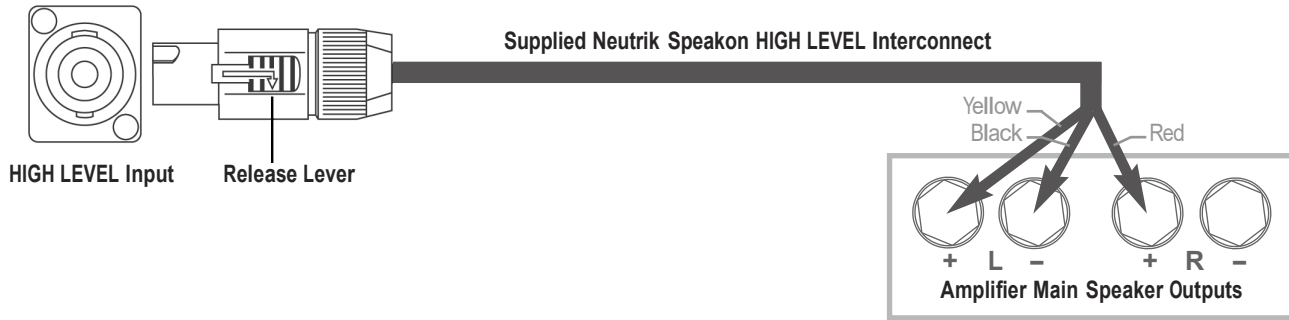 Supplied Neutrik Speakon HIGH LEVEL Interconnect
Yellow
Black
Red
HIGH LEVEL Input
Release Lever
+ L − + R −
Amplifier Main Speaker Outputs